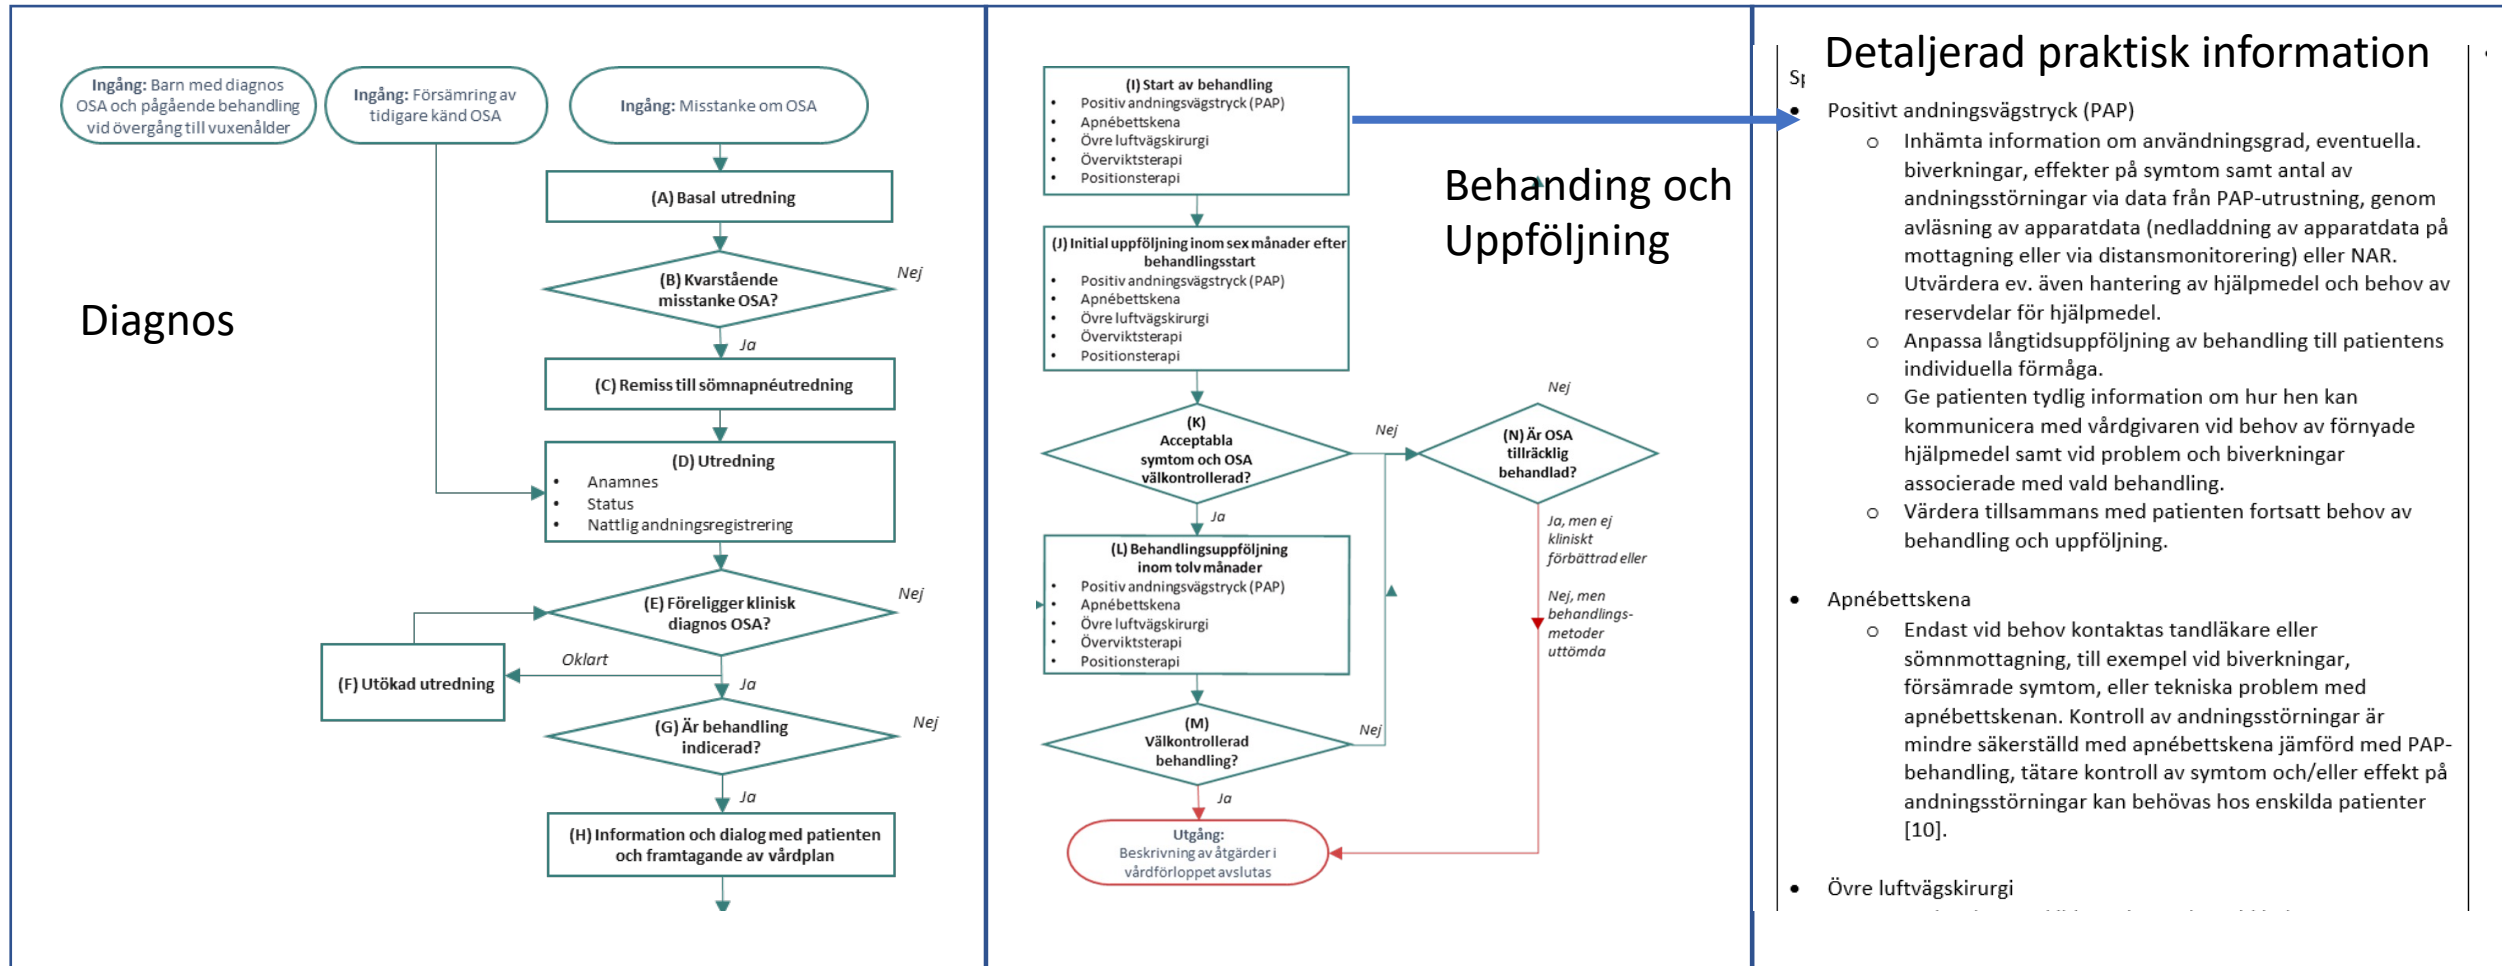 Ingång: Barn med diagnos
OSA och pågående behandling
vid övergång till vuxenålder
Ingång: Försämring av
tidigare känd OSA
Ingång: Misstanke om OSA
(A) Basal utredning
(B) Kvarstående
misstanke OSA?
Nej
Ja
Diagnos
(C) Remiss till sömnapnéutredning
(D) Utredning
• Anamnes
• Status
• Nattlig andningsregistrering
(E) Föreligger klinisk
diagnos OSA?
Nej
Oklart
Ja
(F) Utökad utredning
(G) Är behandling
indicerad?
Nej
Ja
(H) Information och dialog med patienten
och framtagande av vårdplan
(I) Start av behandling
• Positiv andningsvägstryck (PAP)
• Apnébettskena
• Övre luftvägskirurgi
• Överviktsterapi
• Positionsterapi
Behanding och
Uppföljning
(J) Initial uppföljning inom sex månader efter
behandlingsstart
• Positiv andningsvägstryck (PAP)
• Apnébettskena
• Övre luftvägskirurgi
• Överviktsterapi
• Positionsterapi
(K)
Acceptabla
symtom och OSA
välkontrollerad?
Nej
Ja
Nej
(N) Är OSA
tillräcklig
behandlad?
Ja, men ej
kliniskt
förbättrad eller
Nej, men
behandlings-
metoder
uttömda
(L) Behandlingsuppföljning
inom tolv månader
• Positiv andningsvägstryck (PAP)
• Apnébettskena
• Övre luftvägskirurgi
• Överviktsterapi
• Positionsterapi
(M)
Välkontrollerad
behandling?
Nej
Ja
Utgång:
Beskrivning av åtgärder i
vårdförloppet avslutas
Detaljerad praktisk information
• Positivt andningsvägstryck (PAP)
o Inhämta information om användningsgrad, eventuella.
biverkningar, effekter på symtom samt antal av
andningsstörningar via data från PAP-utrustning, genom
avläsning av apparatdata (nedladdning av apparatdata på
mottagning eller via distansmonitorering) eller NAR.
Utvärdera ev. även hantering av hjälpmedel och behov av
reservdelar för hjälpmedel.
o Anpassa långtidsuppföljning av behandling till patientens
individuella förmåga.
o Ge patienten tydlig information om hur hen kan
kommunicera med vårdgivaren vid behov av förnyade
hjälpmedel samt vid problem och biverkningar
associerade med vald behandling.
o Värdera tillsammans med patienten fortsatt behov av
behandling och uppföljning.
• Apnébettskena
o Endast vid behov kontaktas tandläkare eller
sömnmottagning, till exempel vid biverkningar,
försämrade symtom, eller tekniska problem med
apnébettskenan. Kontroll av andningsstörningar är
mindre säkerställd med apnébettskena jämförd med PAP-
behandling, tätare kontroll av symtom och/eller effekt på
andningsstörningar kan behövas hos enskilda patienter
[10].
• Övre luftvägskirurgi